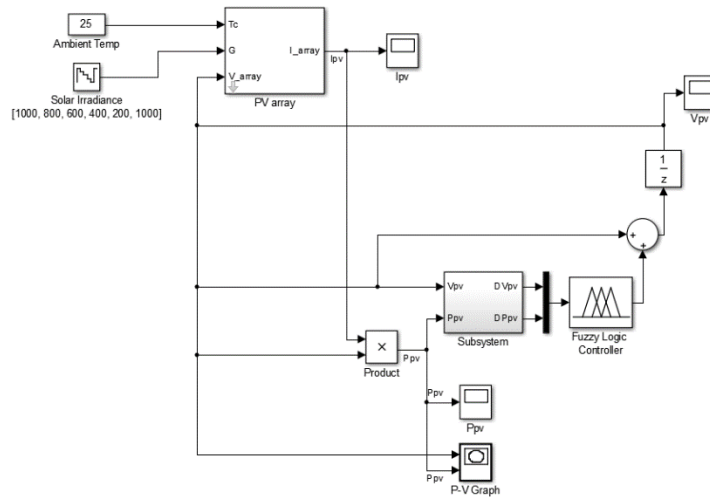 25
Ambient Temp
Solar Irradiance
[1000, 800, 600, 400, 200, 1000]
Tc
G
V_array
I_array
PV array
Ipv
Ipv
Vpv
1
z
+
+
Vpv
Ppv
D Vpv
D Ppv
Subsystem
Fuzzy Logic
Controller
×
Product
Ppv
Ppv
Ppv
Ppv
P-V Graph